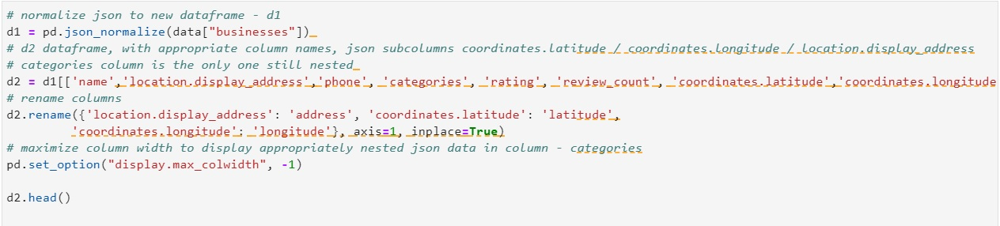 # normalize json to new dataframe - d1
d1 = pd.json_normalize(data["businesses"])
# d2 dataframe, with appropriate column names, json subcolumns coordinates.latitude / coordinates.longitude / location.display_address
# categories column is the only one still nested
d2 = d1[['name','location.display_address','phone', 'categories', 'rating', 'review_count', 'coordinates.latitude','coordinates.longitude
# rename columns
d2.rename({'location.display_address': 'address', 'coordinates.latitude': 'latitude',
'coordinates.longitude': 'longitude'}, axis=1, inplace=True)
# maximize column width to display appropriately nested json data in column - categories
pd.set_option("display.max_colwidth", -1)
d2.head()